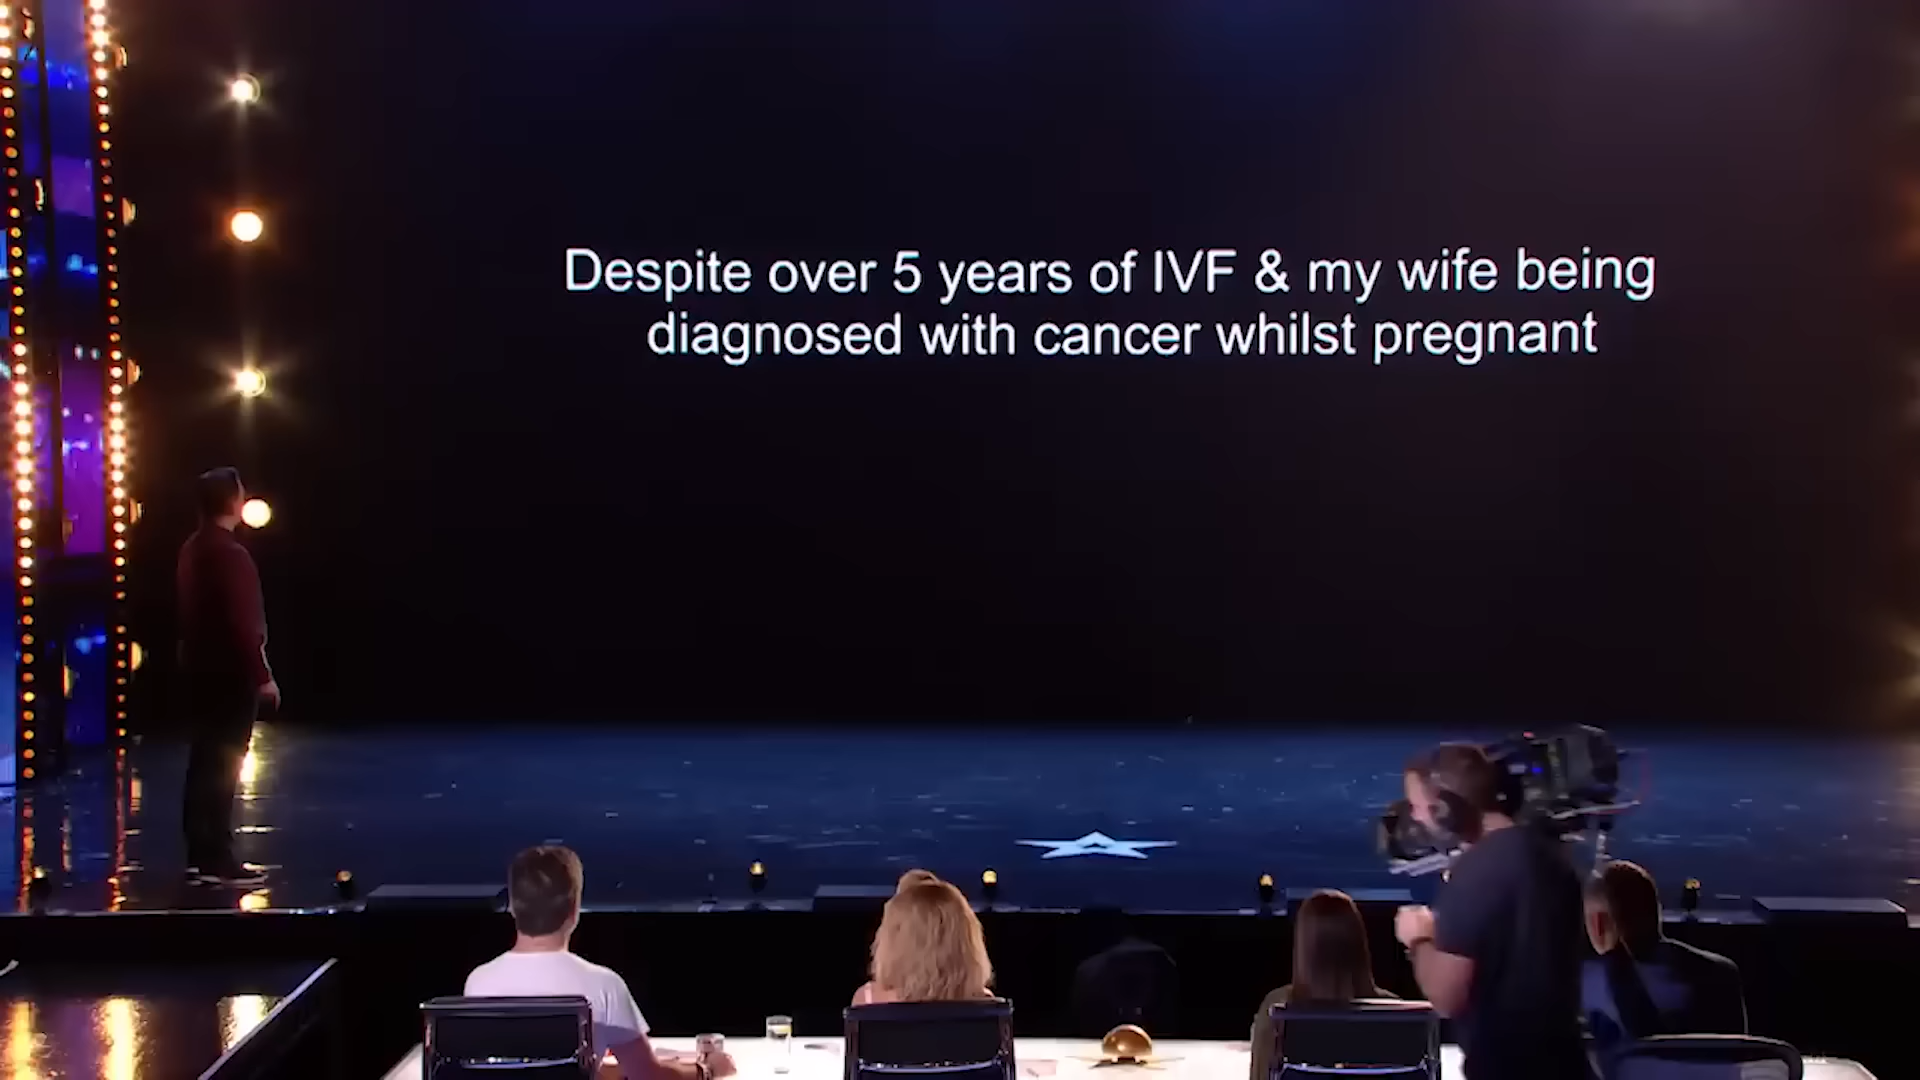 Despite over 5 years of IVF & my wife being
diagnosed with cancer whilst pregnant